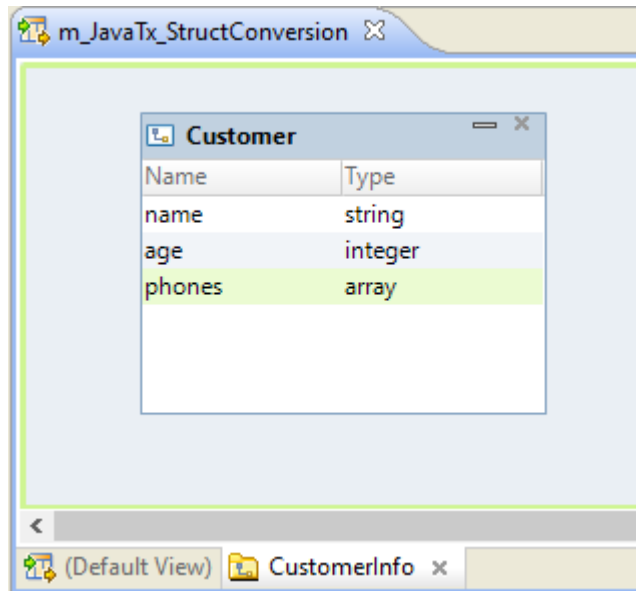 m_JavaTx_StructConversion
Customer
Name Type
name string
age integer
phones array
(Default View) CustomerInfo